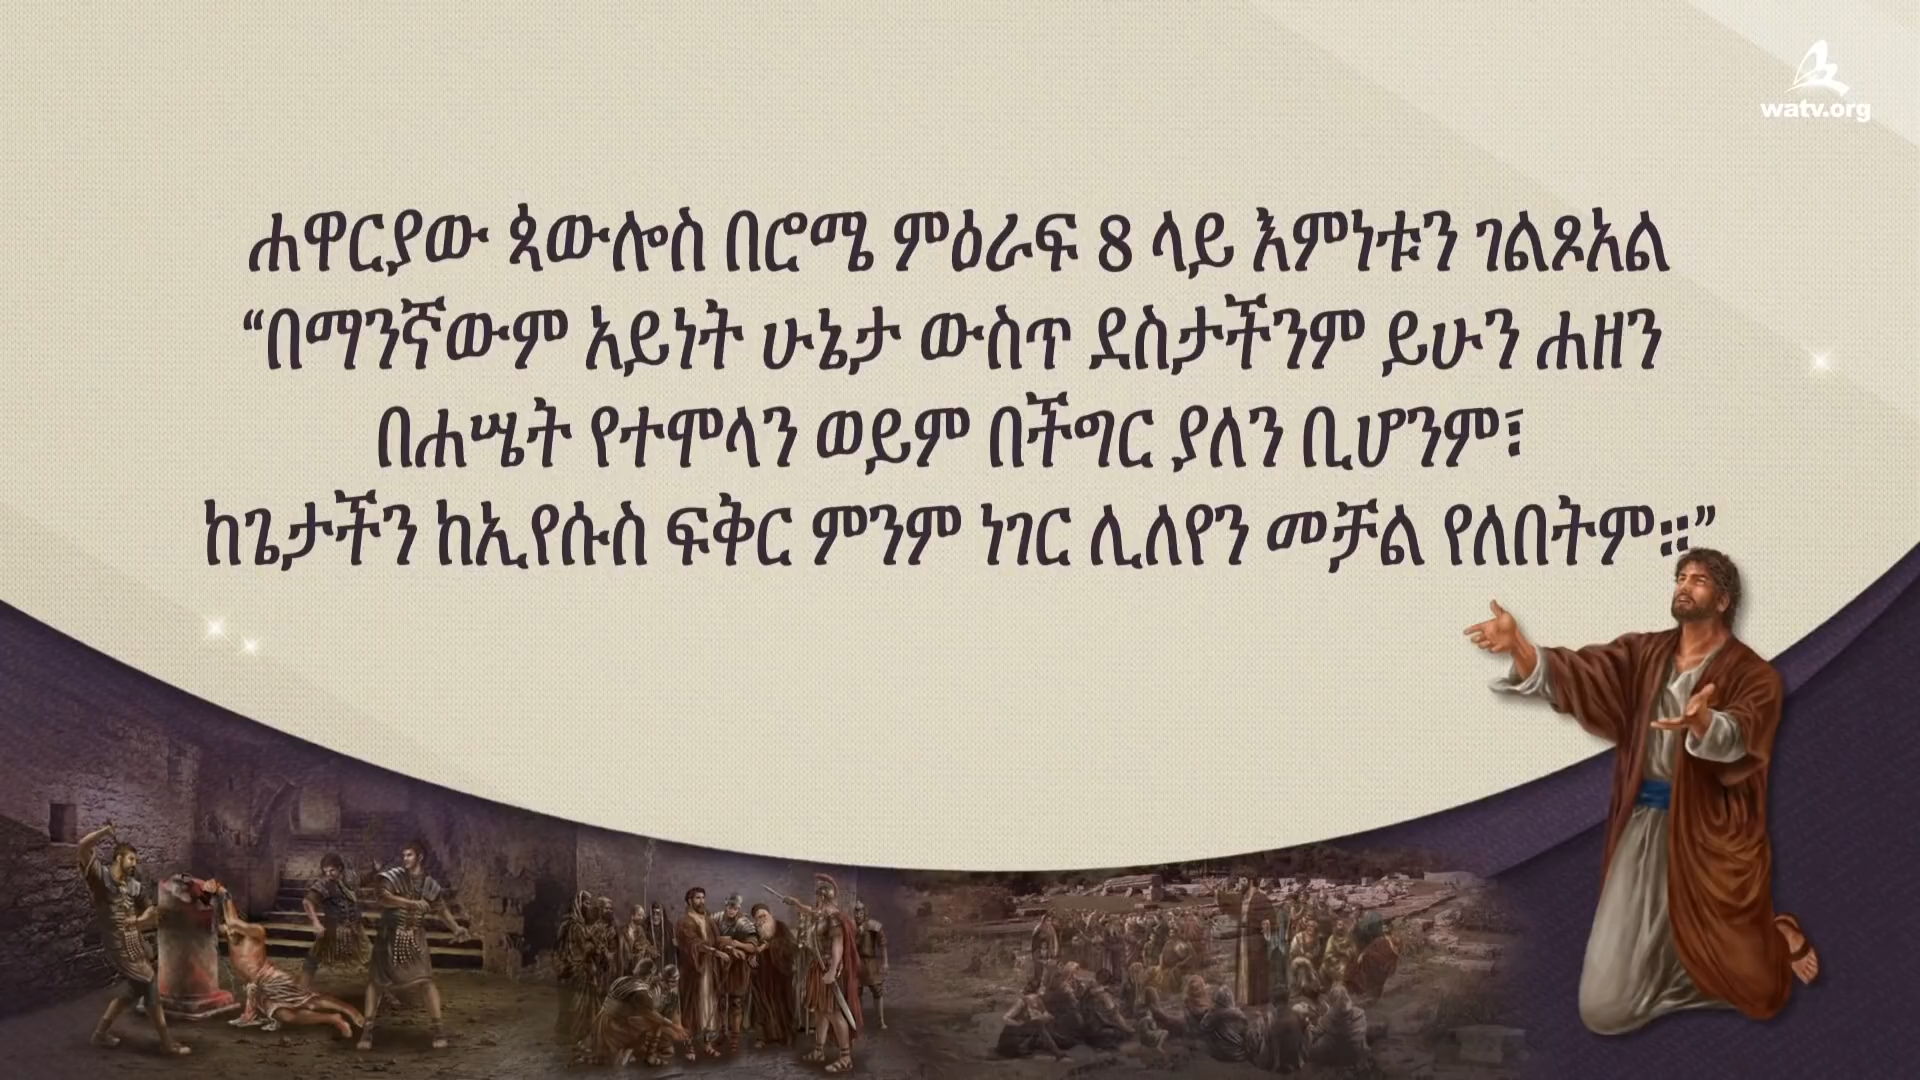 watv.org
ሐዋርያው ጳውሎስ በሮሜ ምዕራፍ 8 ላይ እምነቱን ገልጾአል
“በማንኛውም አይነት ሁኔታ ውስጥ ደስታችንም ይሁን ሐዘን
በሐሤት የተሞላን ወይም በችግር ያለን ቢሆንም፣
ከጌታችን ከኢየሱስ ፍቅር ምንም ነገር ሊለየን መቻል የለበትም።”